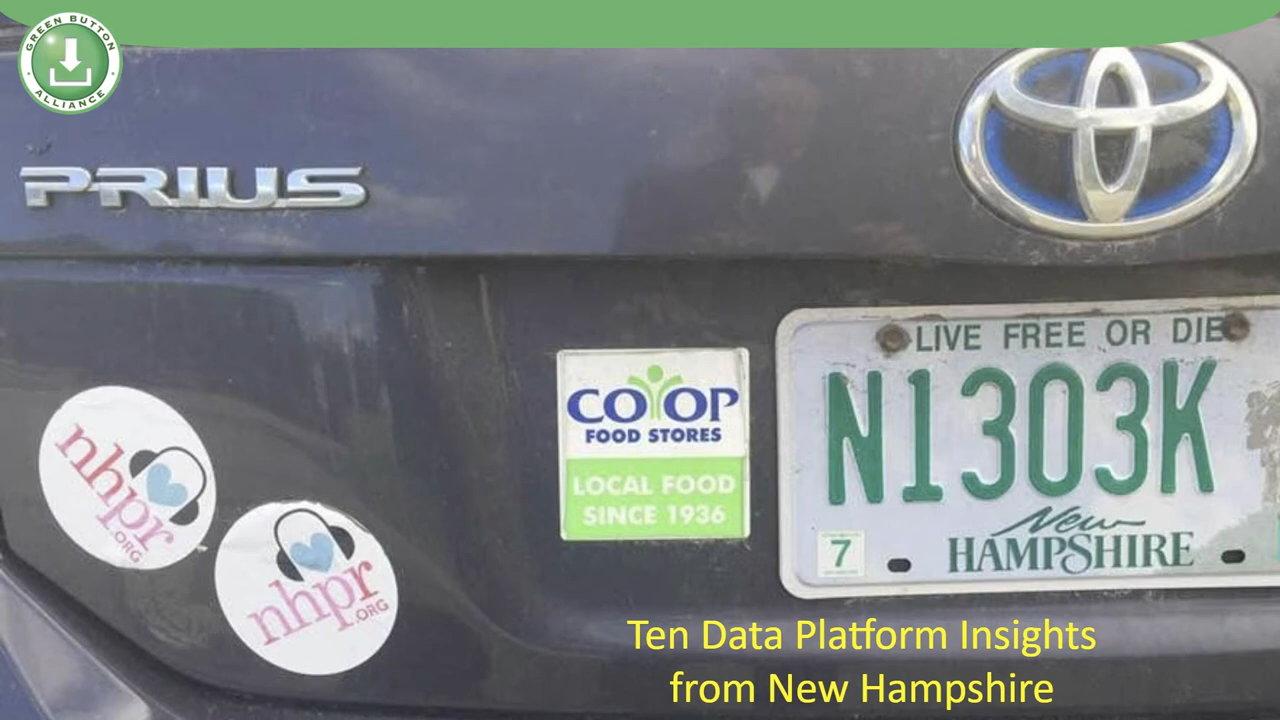 GREEN BUTTON
ALLIANCE
PRIUS
LIVE FREE OR DIE
N1303K
7
New
HAMPSHIRE
CO OP
FOOD STORES
LOCAL FOOD
SINCE 1936
nhpr
.ORG
nhpr
.ORG
Ten Data Platform Insights
from New Hampshire